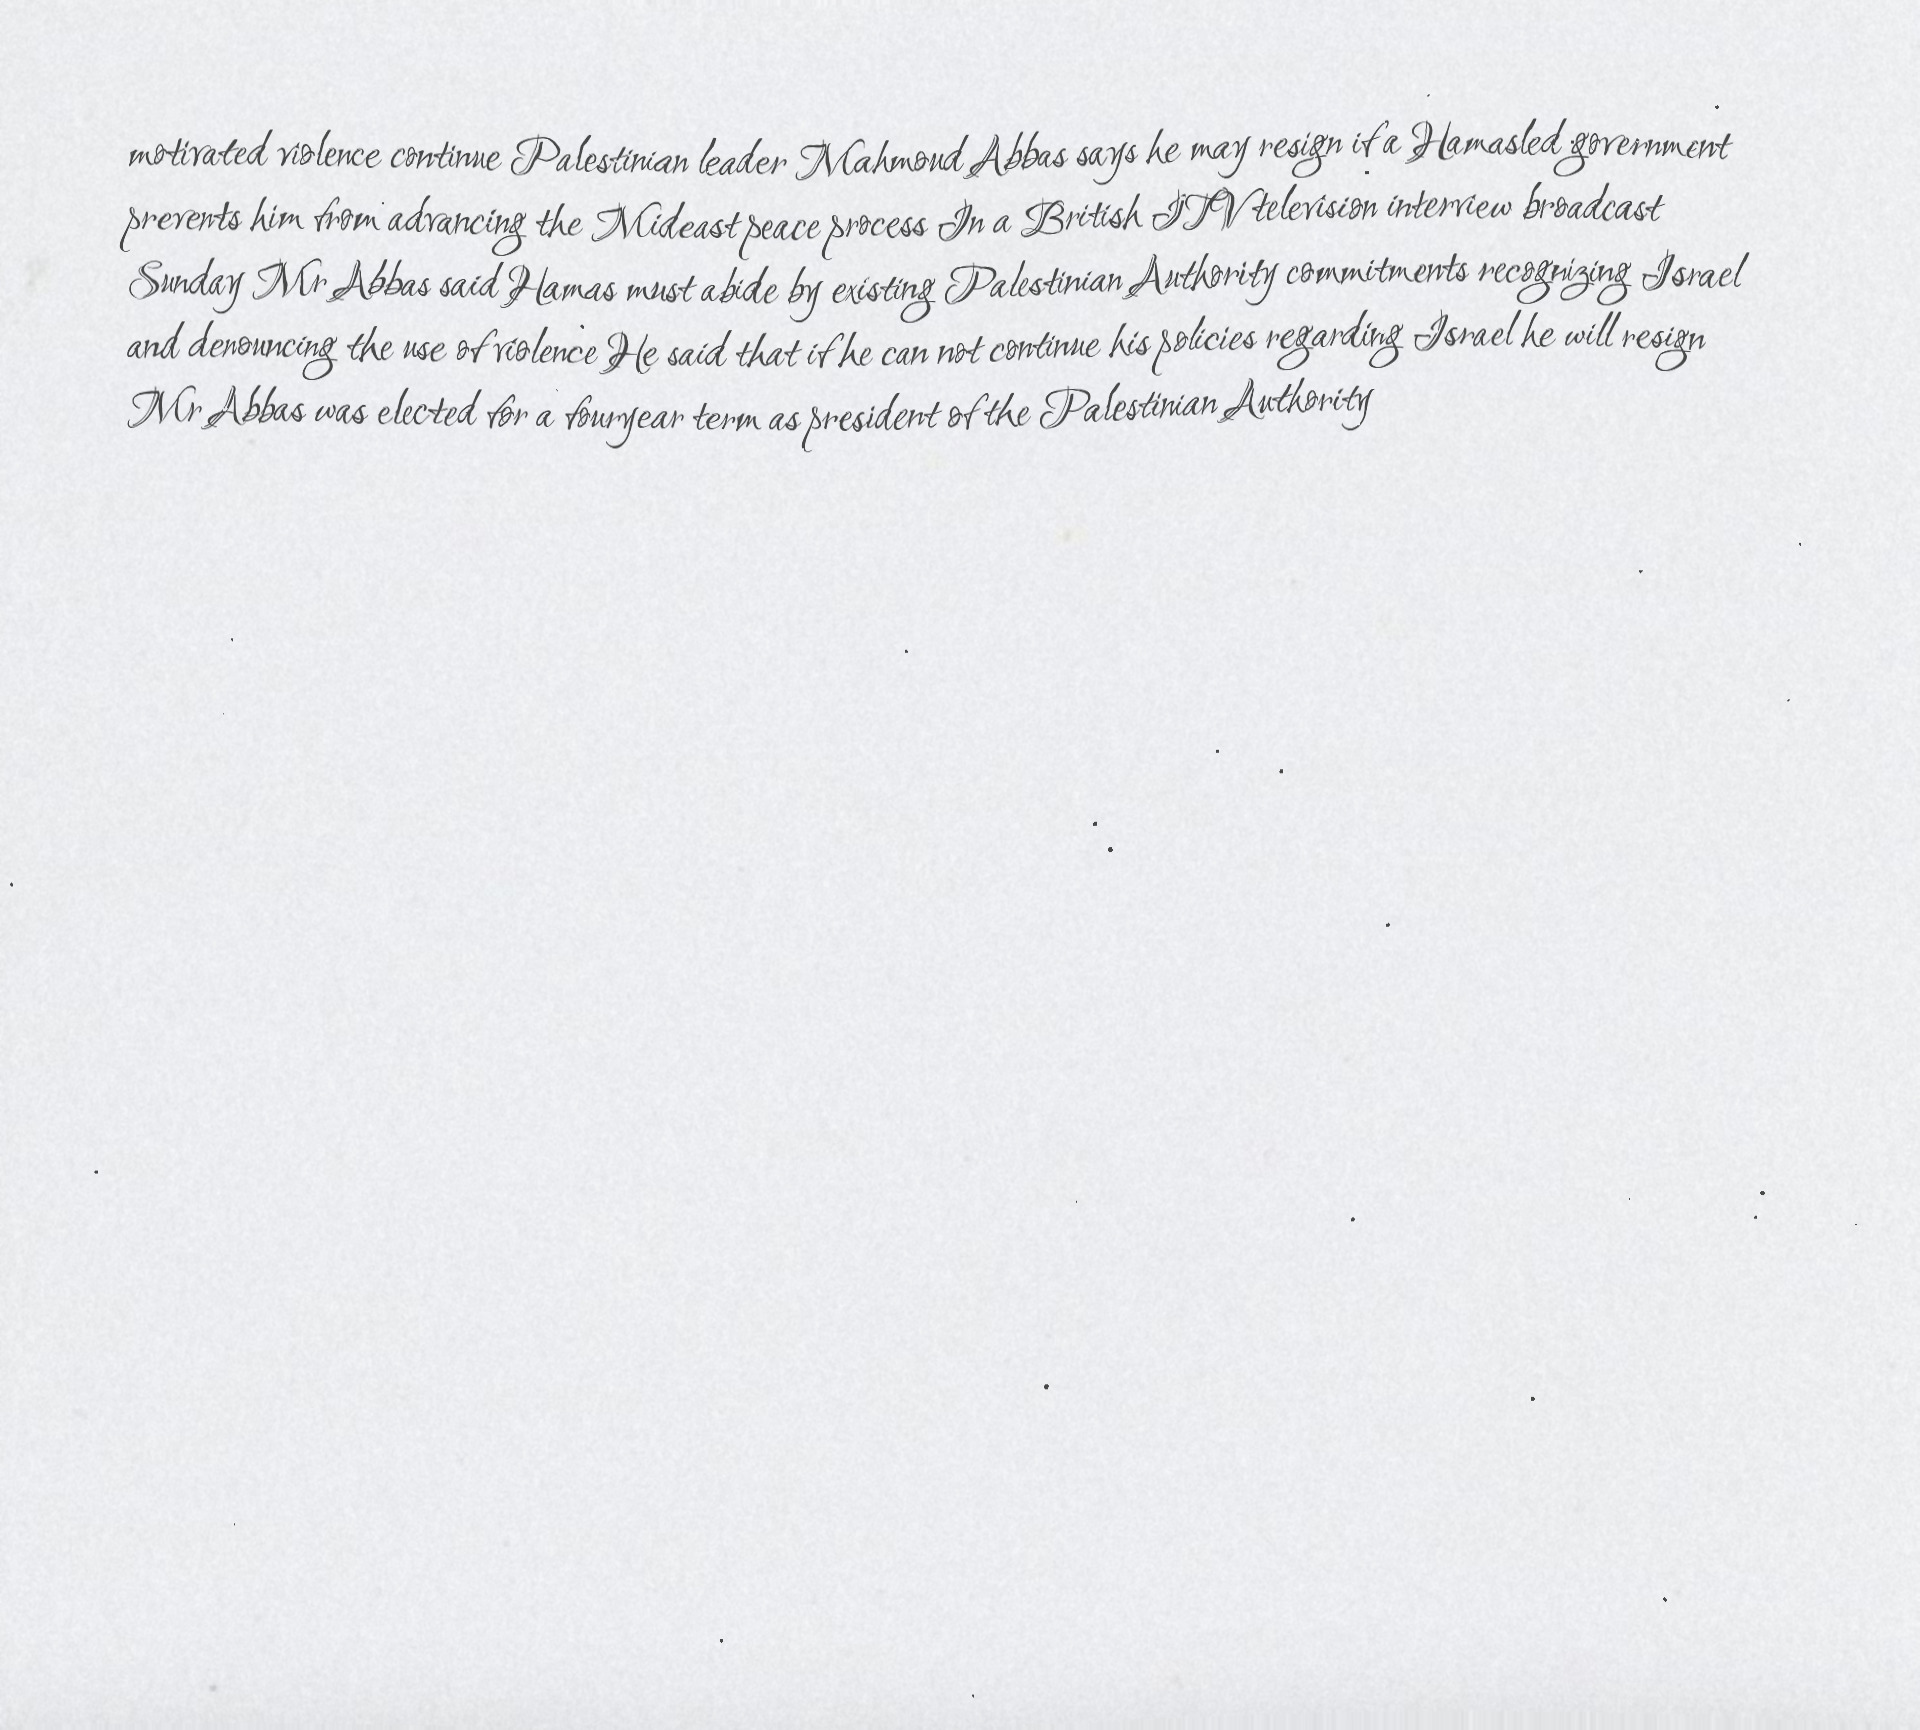 motivated violence continue Palestinian leader Mahmoud Abbas says he may resign if a Hamasled government
prevents him from advancing the Mideast peace process In a British ITV television interview broadcast
Sunday Mr Abbas said Hamas must abide by existing Palestinian Authority commitments recognizing Israel
and denouncing the use of violence He said that if he can not continue his policies regarding Israel he will resign
Mr Abbas was elected for a fouryear term as president of the Palestinian Authority